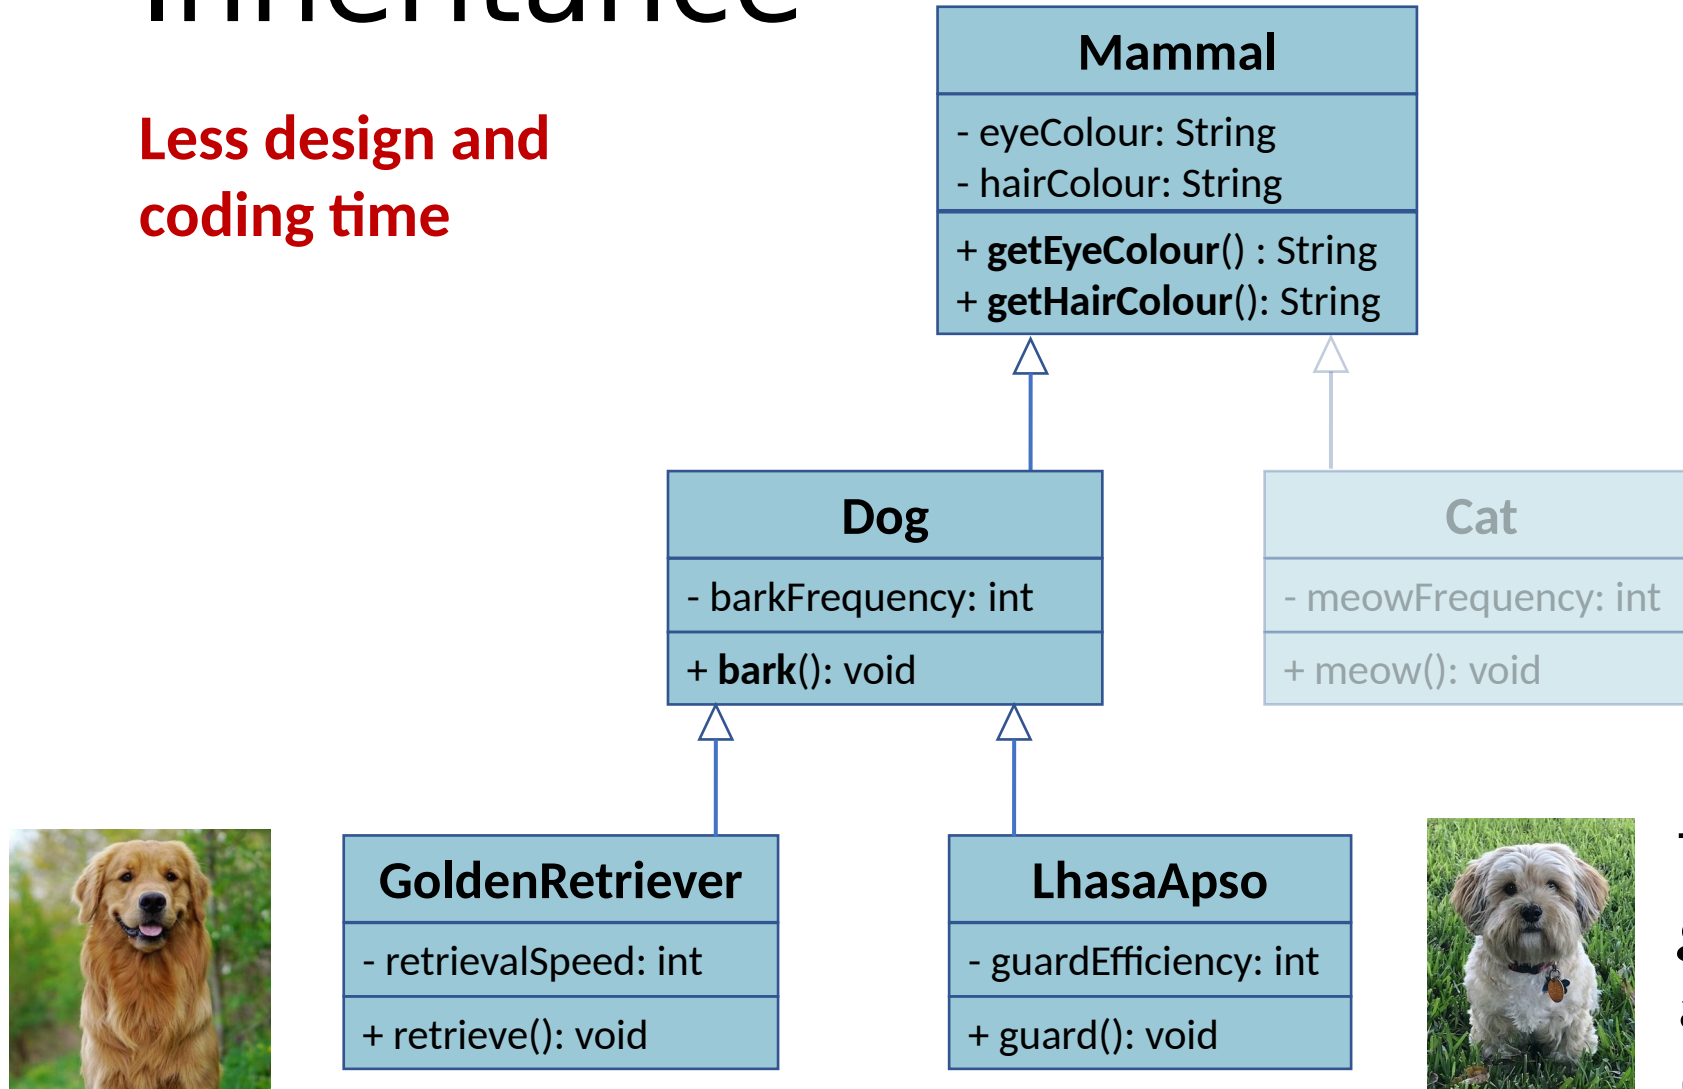 Inheritance
Less design and
coding time
Mammal
- eyeColour: String
- hairColour: String
+ getEyeColour() : String
+ getHairColour(): String
Dog
- barkFrequency: int
+ bark(): void
Cat
- meowFrequency: int
+ meow(): void
GoldenRetriever
- retrievalSpeed: int
+ retrieve(): void
LhasaApso
- guardEfficiency: int
+ guard(): void